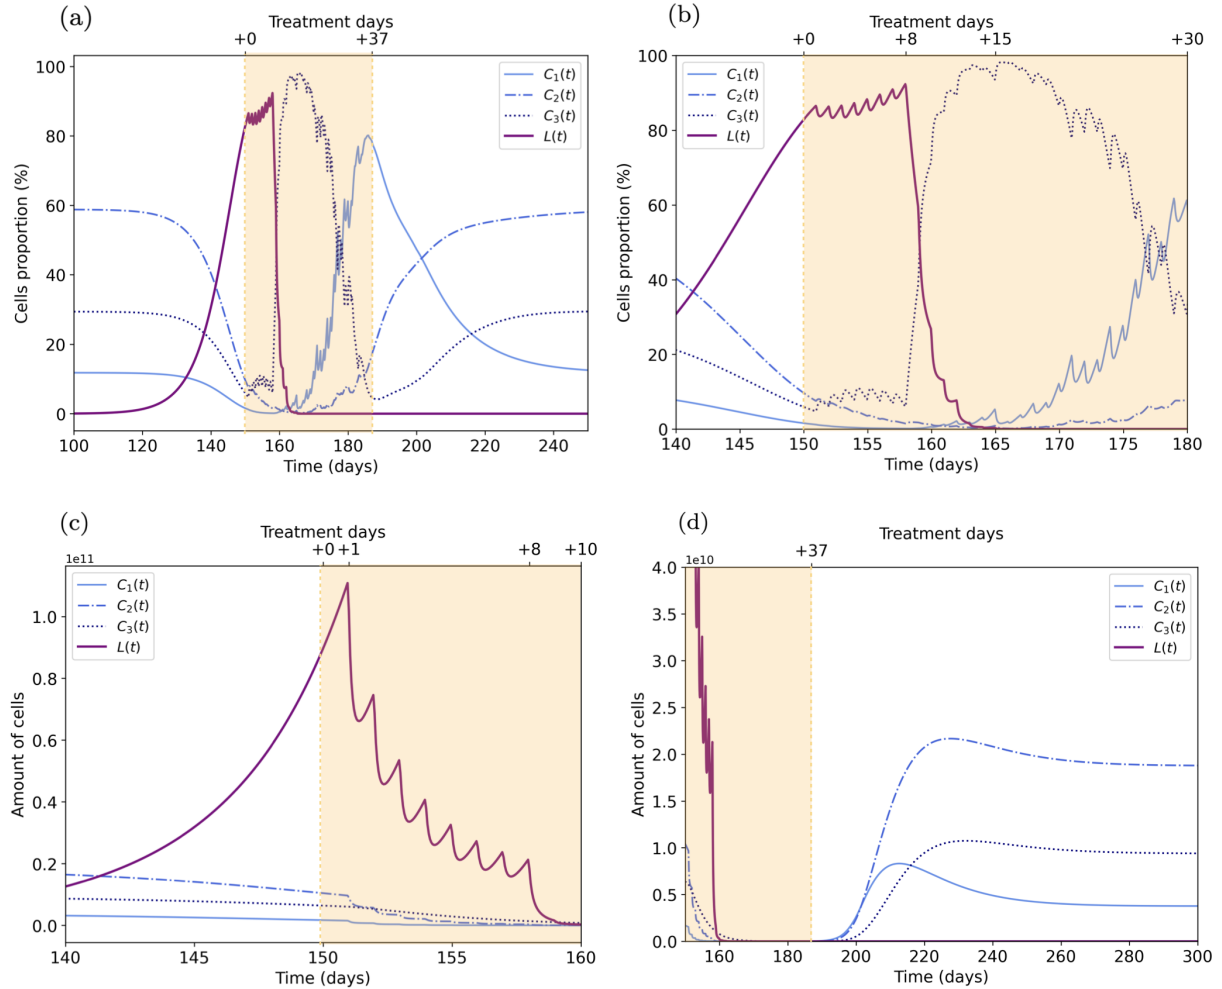 (a)
Treatment days
+0 +37
100
80
60
40
20
0
Cells proportion (%)
C₁(t)
C₂(t)
C₃(t)
L(t)
100 120 140 160 180 200 220 240
Time (days)
(b)
Treatment days
+0 +8 +15 +30
100
80
60
40
20
0
Cells proportion (%)
C₁(t)
C₂(t)
C₃(t)
L(t)
140 145 150 155 160 165 170 175 180
Time (days)
(c)
Treatment days
+0 +1 +8 +10
1e11
1.0
0.8
0.6
0.4
0.2
0.0
Amount of cells
C₁(t)
C₂(t)
C₃(t)
L(t)
140 145 150 155 160
Time (days)
(d)
Treatment days
+37
1e10
4.0
3.5
3.0
2.5
2.0
1.5
1.0
0.5
0.0
Amount of cells
C₁(t)
C₂(t)
C₃(t)
L(t)
160 180 200 220 240 260 280 300
Time (days)